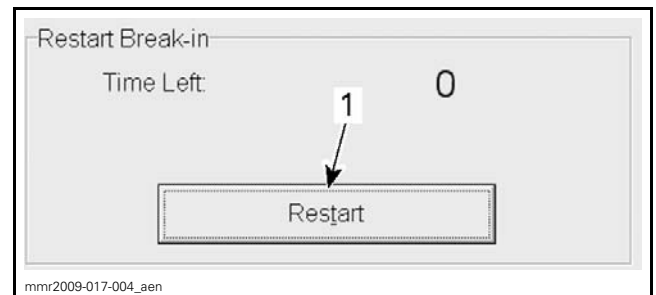 Restart Break-in
Time Left:
0
1
Restart
mmr2009-017-004_aen